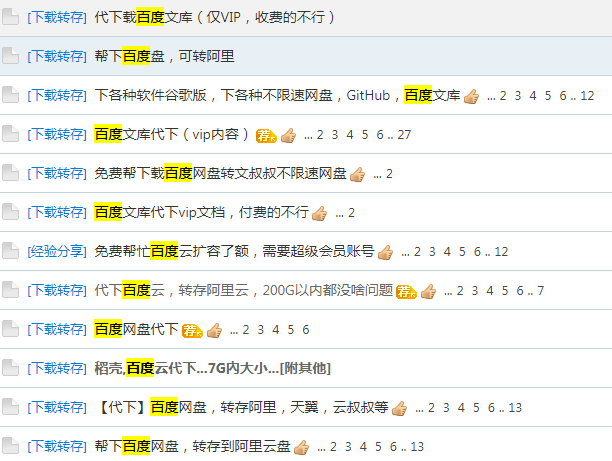 [下载转存] 代下载百度文库（仅VIP，收费的不行）
[下载转存] 帮下百度盘，可转阿里
[下载转存] 下各种软件谷歌版，下各种不限速网盘，GitHub，百度文库 ... 2 3 4 5 6 .. 12
[下载转存] 百度文库代下（vip内容） 荐 ... 2 3 4 5 6 .. 27
[下载转存] 免费帮下载百度网盘转文叔叔不限速网盘 ... 2
[下载转存] 百度文库代下vip文档，付费的不行 ... 2
[经验分享] 免费帮忙百度云扩容了额，需要超级会员账号 ... 2 3 4 5 6 .. 12
[下载转存] 代下百度云，转存阿里云，200G以内都没啥问题 荐 ... 2 3 4 5 6 .. 7
[下载转存] 百度网盘代下 荐 ... 2 3 4 5 6
[下载转存] 稻壳,百度云代下...7G内大小...[附其他]
[下载转存] 【代下】百度网盘，转存阿里，天翼，云叔叔等 ... 2 3 4 5 6 .. 13
[下载转存] 帮下百度网盘，转存到阿里云盘 ... 2 3 4 5 6 .. 13